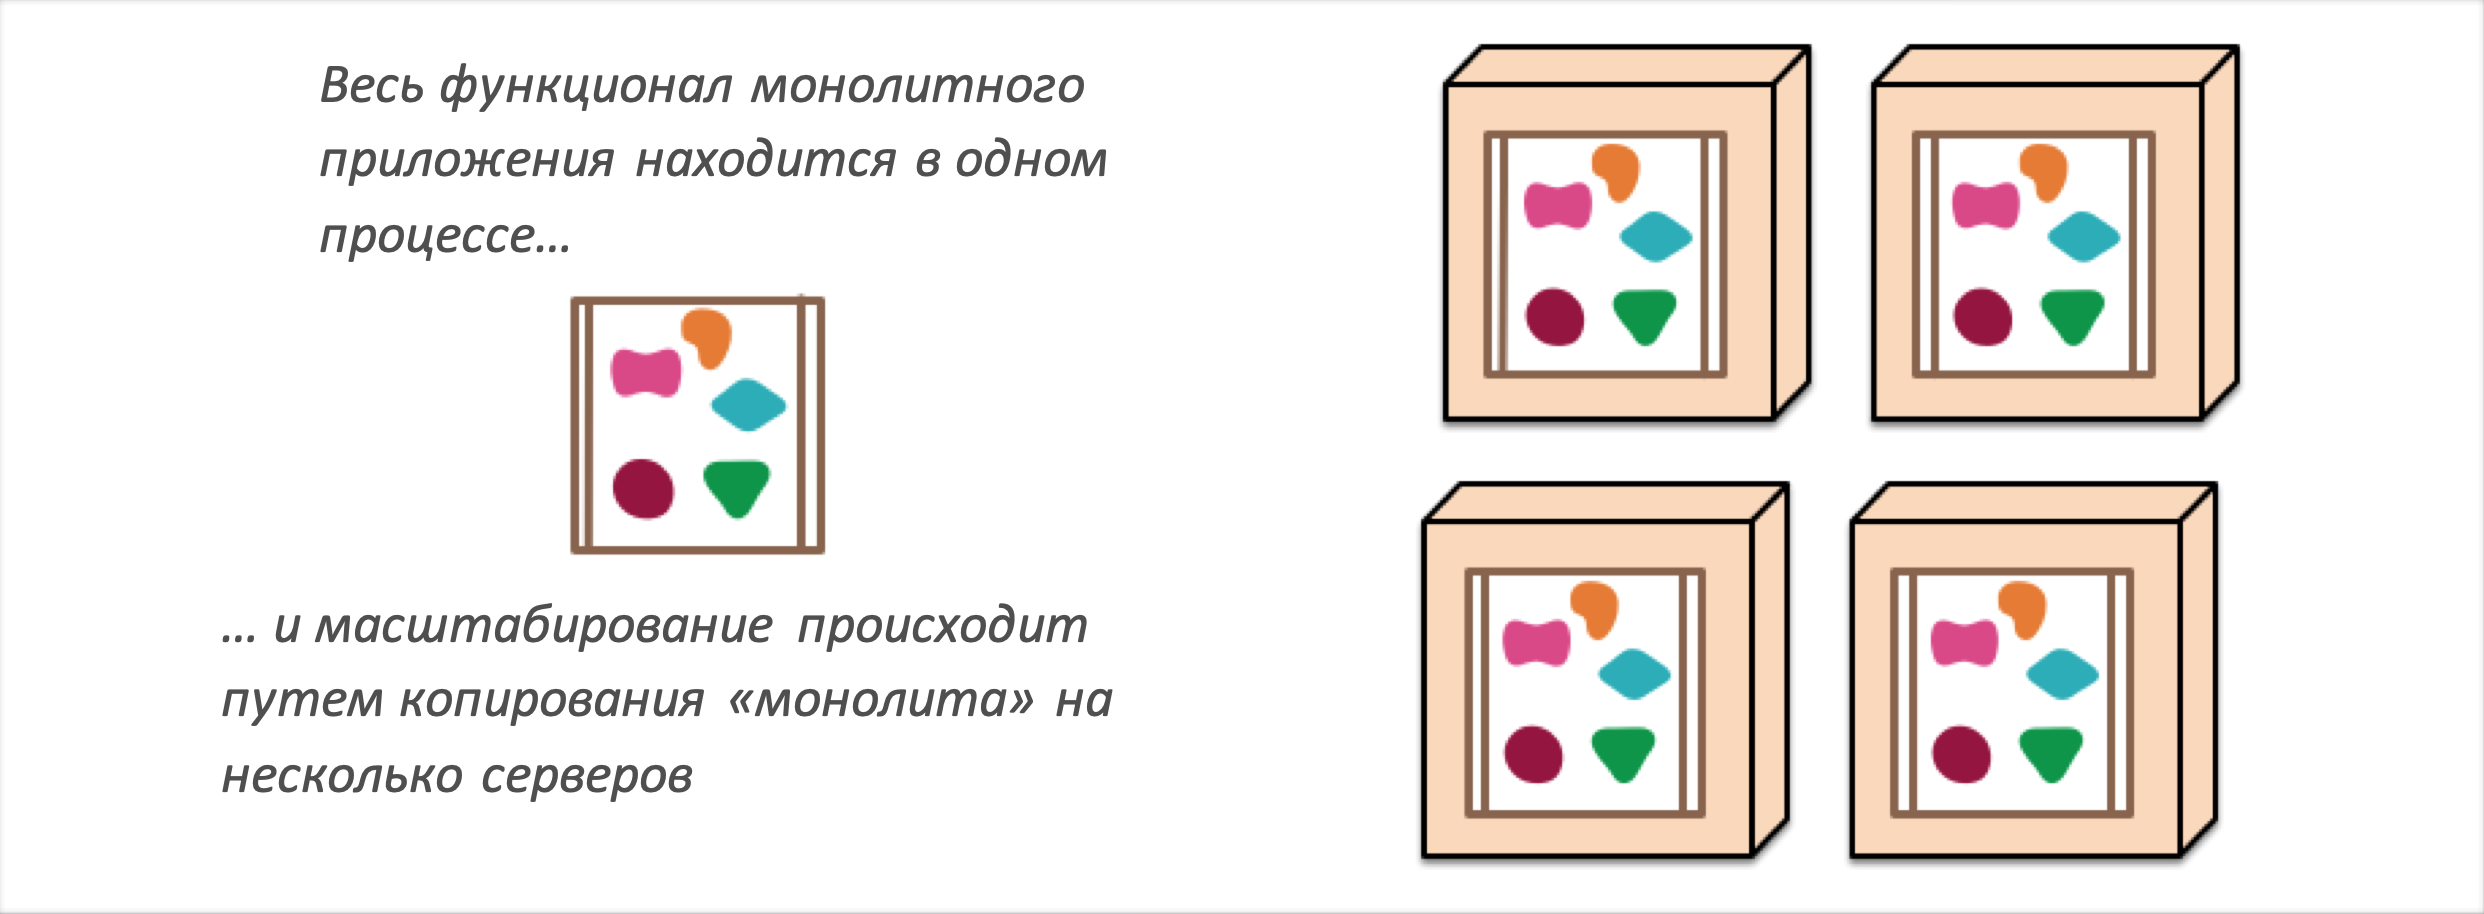 Весь функционал монолитного
приложения находится в одном
процессе…
… и масштабирование происходит
путем копирования «монолита» на
несколько серверов